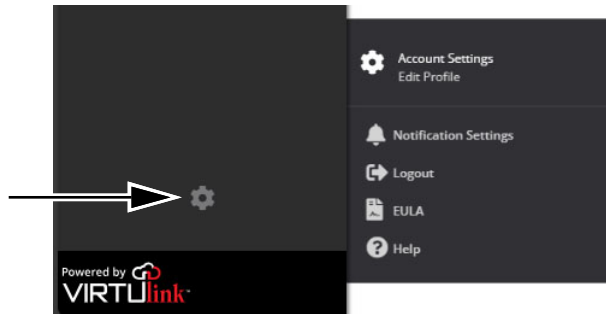 Account Settings
Edit Profile
Notification Settings
Logout
EULA
Help
Powered by
VIRTUlink